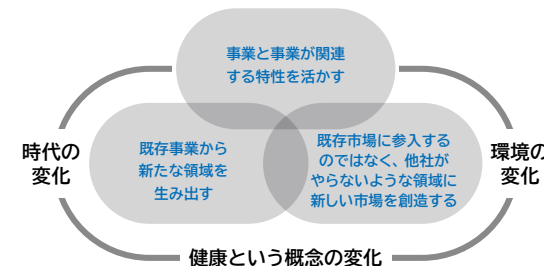 事業と事業が関連
する特性を活かす
既存事業から
新たな領域を
生み出す
既存市場に参入する
のではなく、他社が
やらないような領域に
新しい市場を創造する
時代の
変化
環境の
変化
健康という概念の変化